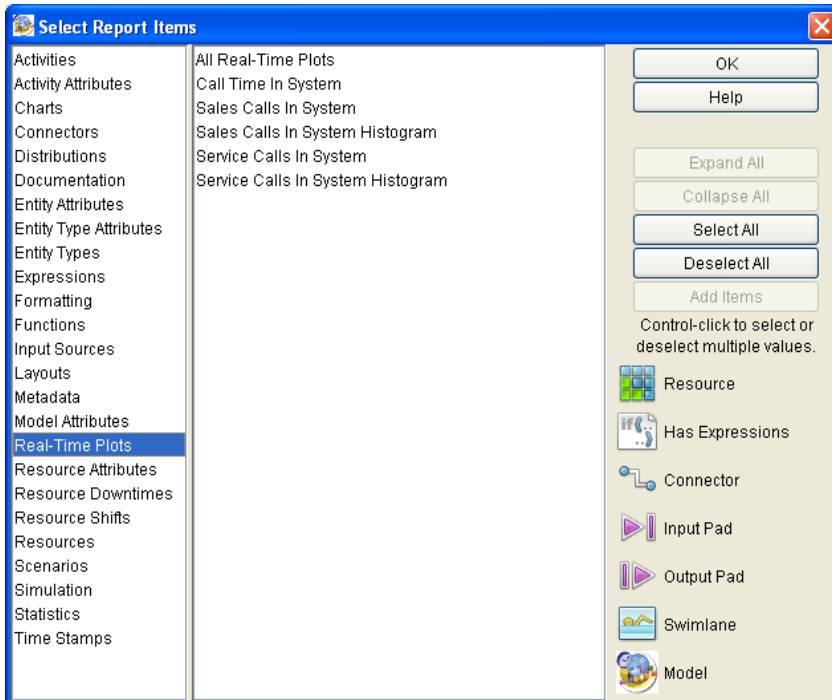 Select Report Items
Activities
Activity Attributes
Charts
Connectors
Distributions
Documentation
Entity Attributes
Entity Type Attributes
Entity Types
Expressions
Formatting
Functions
Input Sources
Layouts
Metadata
Model Attributes
Real-Time Plots
Resource Attributes
Resource Downtimes
Resource Shifts
Resources
Scenarios
Simulation
Statistics
Time Stamps
All Real-Time Plots
Call Time In System
Sales Calls In System
Sales Calls In System Histogram
Service Calls In System
Service Calls In System Histogram
OK
Help
Expand All
Collapse All
Select All
Deselect All
Add Items
Control-click to select or
deselect multiple values.
Resource
if(..
..)
Has Expressions
Connector
Input Pad
Output Pad
Swimlane
Model